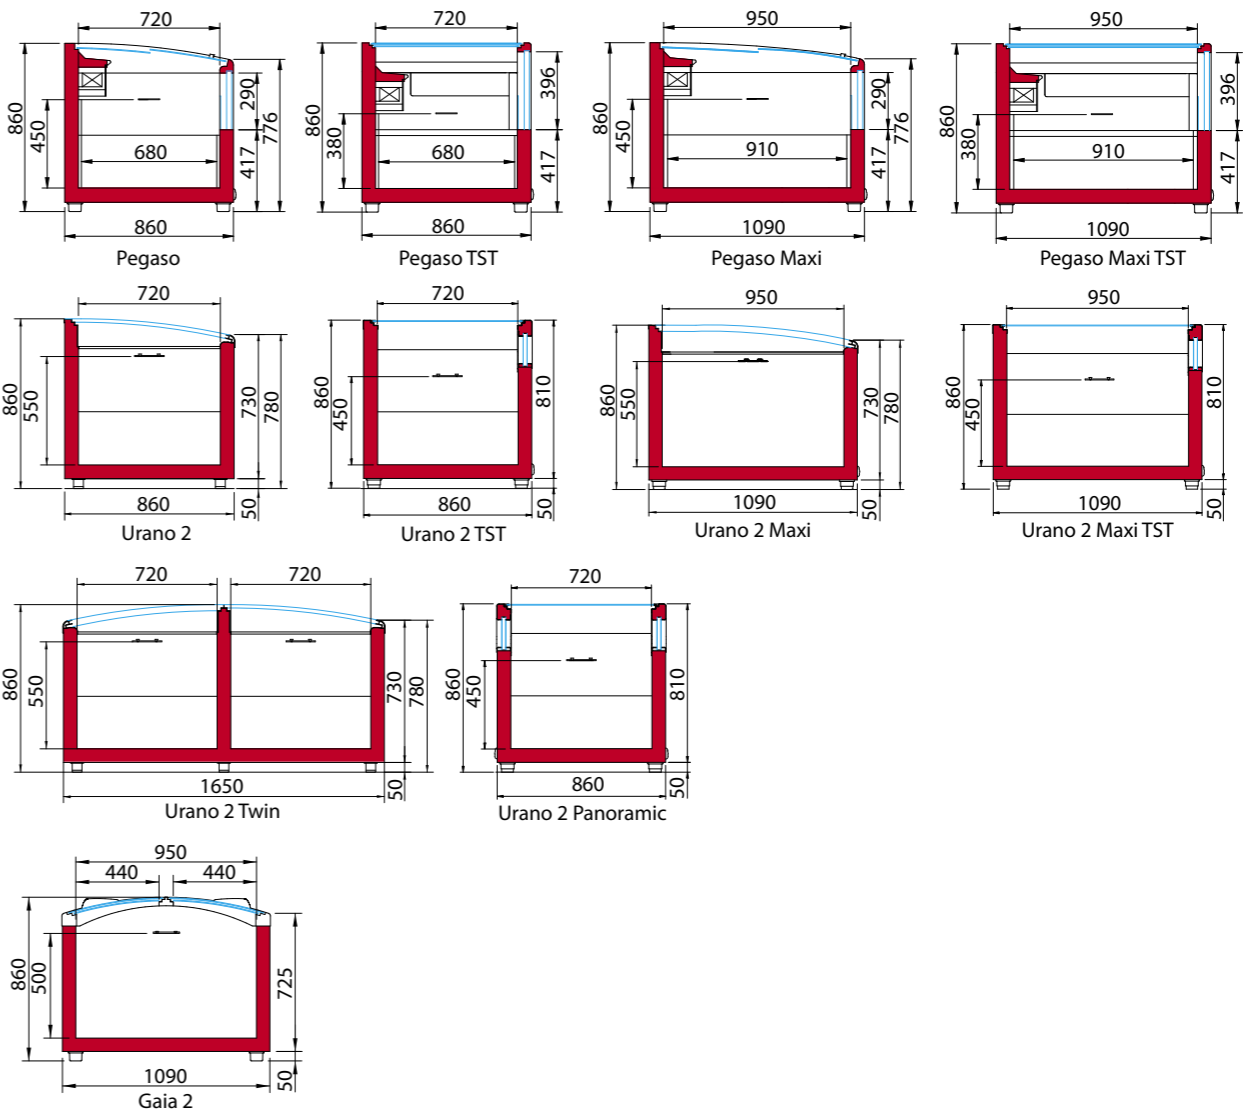 720 720 950 950
860 450 680 290 417 776 860 380 680 396 417 860 450 910 290 417 776 860 380 910 396 417
860 860 1090 1090
Pegaso Pegaso TST Pegaso Maxi Pegaso Maxi TST
720 720 950 950
860 550 730 780 860 450 810 860 550 730 780 860 450 810
860 50 860 50 1090 50 1090 50
Urano 2 Urano 2 TST Urano 2 Maxi Urano 2 Maxi TST
720 720 720
860 550 730 780 860 450 810
1650 50 860 50
Urano 2 Twin Urano 2 Panoramic
950
440 440
860 500 725
1090 50
Gaia 2